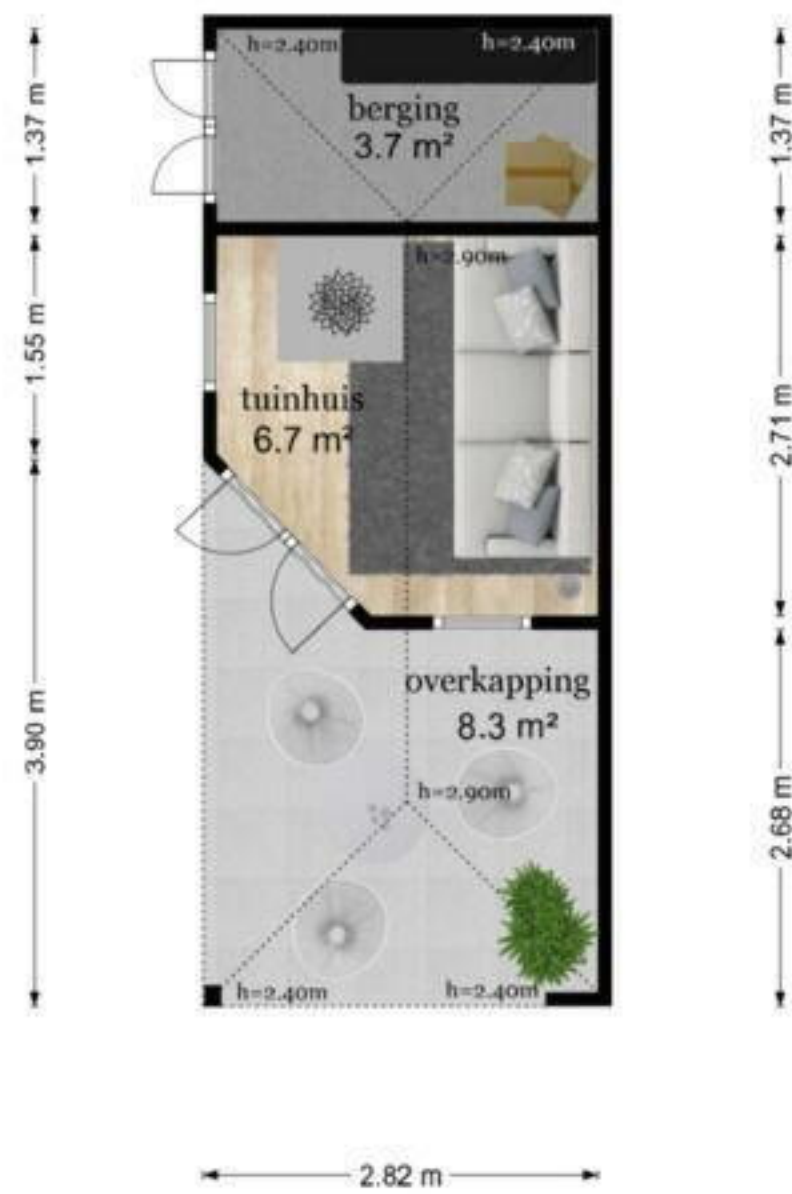 h=2.40m
h=2.40m
1.37 m
1.37 m
berging
3.7 m²
h=2.90m
1.55 m
tuinhuis
6.7 m²
2.71 m
overkapping
8.3 m²
3.90 m
h=2.90m
2.68 m
h=2.40m
h=2.40m
2.82 m